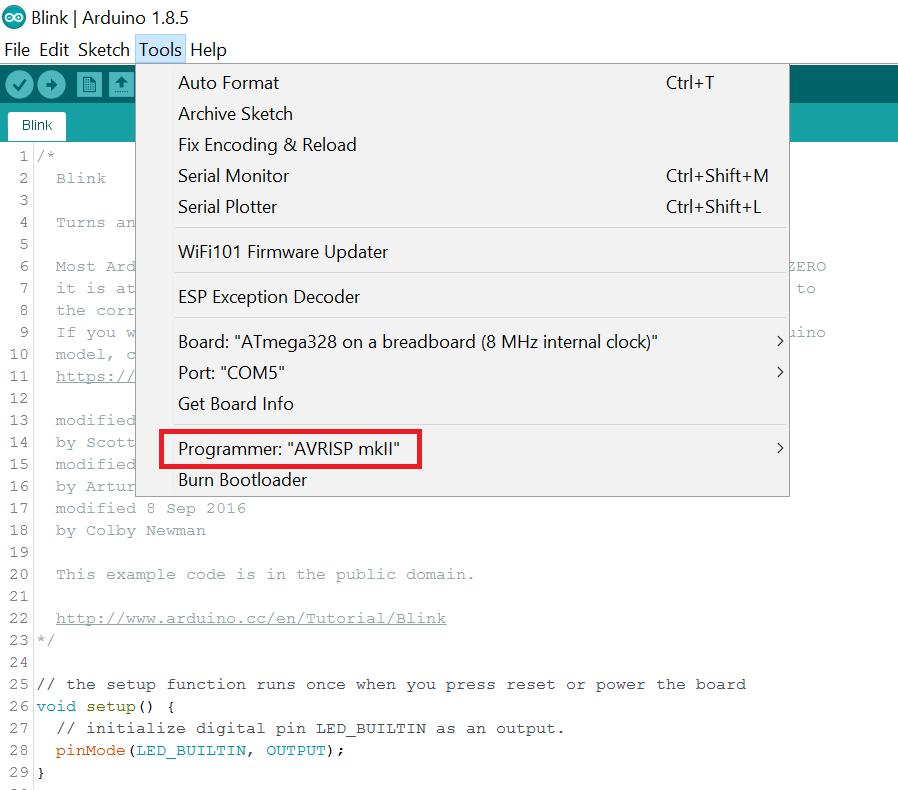 Blink | Arduino 1.8.5
File Edit Sketch Tools Help
Auto Format Ctrl+T
Archive Sketch
Fix Encoding & Reload
Serial Monitor Ctrl+Shift+M
Serial Plotter Ctrl+Shift+L
WiFi101 Firmware Updater
ESP Exception Decoder
Board: "ATmega328 on a breadboard (8 MHz internal clock)"
Port: "COM5"
Get Board Info
Programmer: "AVRISP mkII"
Burn Bootloader
Blink
1 /*
2 Blink
3
4 Turns an
5
6 Most Ard ZERO
7 it is at to
8 the corr
9 If you w uino
10 model, c
11 https://
12
13 modified
14 by Scott
15 modified
16 by Artur
17 modified 8 Sep 2016
18 by Colby Newman
19
20 This example code is in the public domain.
21
22 http://www.arduino.cc/en/Tutorial/Blink
23 */
24
25 // the setup function runs once when you press reset or power the board
26 void setup() {
27 // initialize digital pin LED_BUILTIN as an output.
28 pinMode(LED_BUILTIN, OUTPUT);
29 }